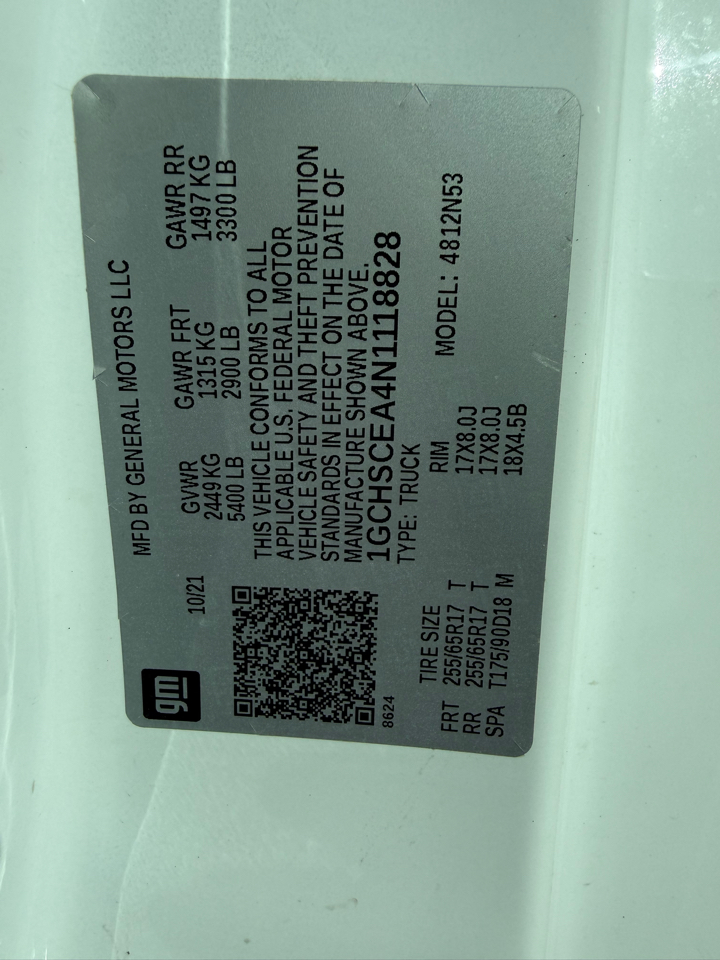 gm
MFD BY GENERAL MOTORS LLC
10/21
GVWR GAWR FRT GAWR RR
2449 KG 1315 KG 1497 KG
5400 LB 2900 LB 3300 LB
THIS VEHICLE CONFORMS TO ALL
APPLICABLE U.S. FEDERAL MOTOR
VEHICLE SAFETY AND THEFT PREVENTION
STANDARDS IN EFFECT ON THE DATE OF
MANUFACTURE SHOWN ABOVE.
1GCHSCEA4N1118828
8624
TYPE: TRUCK MODEL: 4812N53
TIRE SIZE RIM
FRT 255/65R17 T 17X8.0J
RR 255/65R17 T 17X8.0J
SPA T175/90D18 M 18X4.5B